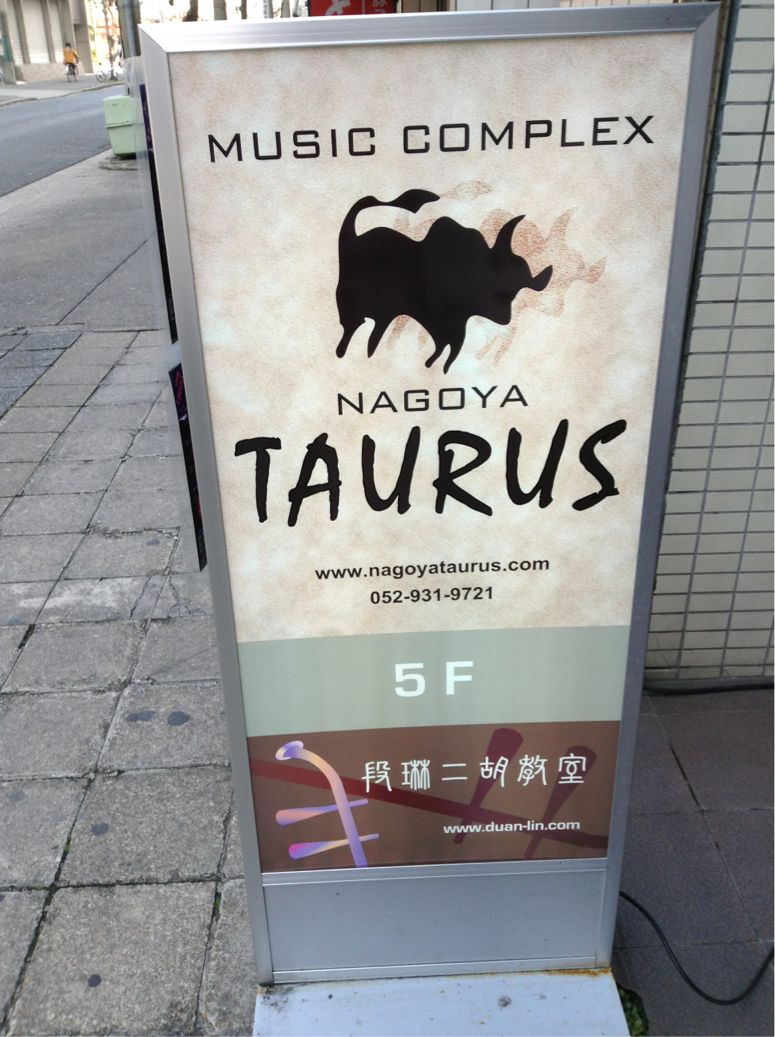 MUSIC COMPLEX
NAGOYA
TAURUS
www.nagoyataurus.com
052-931-9721
5 F
段琳二胡教室
www.duan-lin.com